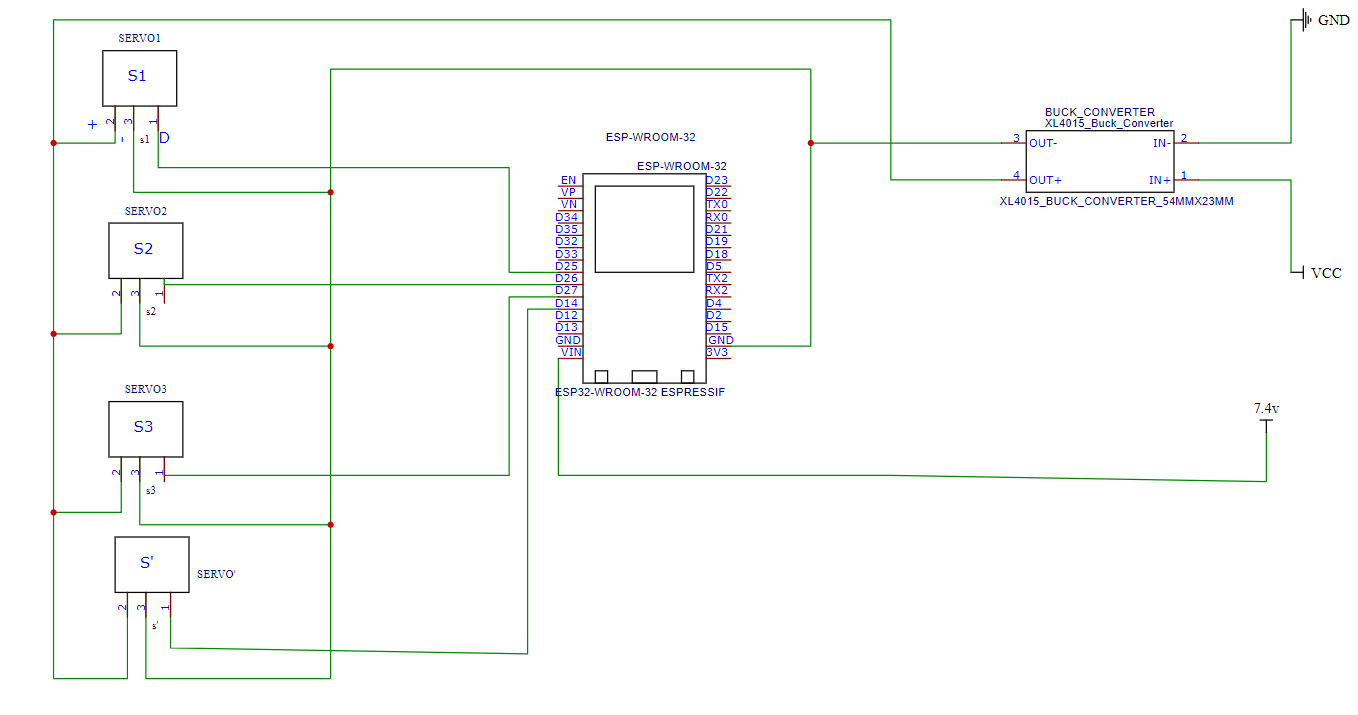 GND
SERVO1
S1
+ 2 3 1
- s1 D
BUCK_CONVERTER
XL4015_Buck_Converter
3 OUT- IN- 2
4 OUT+ IN+ 1
XL4015_BUCK_CONVERTER_54MMX23MM
ESP-WROOM-32
ESP-WROOM-32
EN D23
VP D22
VN TX0
D34 RX0
D35 D21
D32 D19
D33 D18
D25 D5
D26 TX2
D27 RX2
D14 D4
D12 D2
D13 D15
GND GND
VIN 3V3
ESP32-WROOM-32 ESPRESSIF
SERVO2
S2
2 3 1
s2
VCC
SERVO3
S3
2 3 1
s3
7.4v
S'
SERVO'
2 3 1
s'